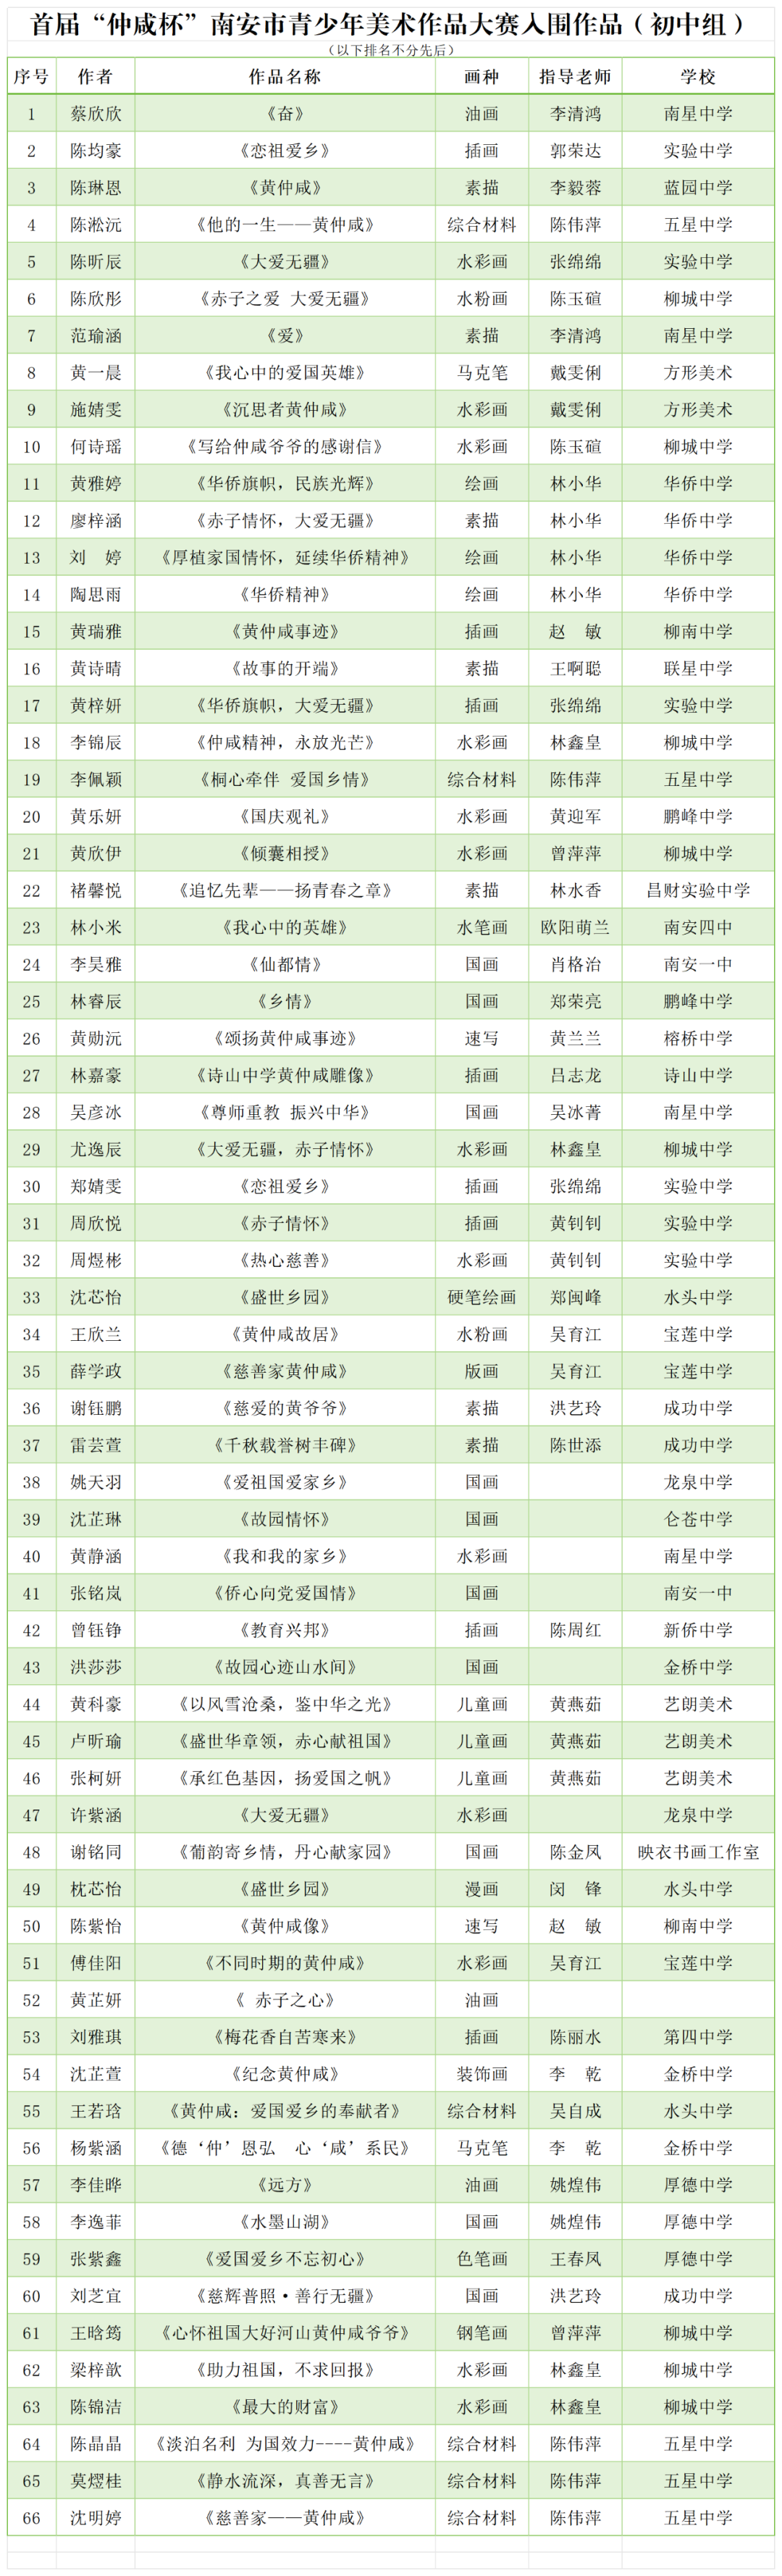 首届“仲咸杯”南安市青少年美术作品大赛入围作品（初中组）
（以下排名不分先后）
序号 作者 作品名称 画种 指导老师 学校
1 蔡欣欣 《奋》 油画 李清鸿 南星中学
2 陈均豪 《恋祖爱乡》 插画 郭荣达 实验中学
3 陈琳恩 《黄仲咸》 素描 李毅蓉 蓝园中学
4 陈淞沅 《他的一生——黄仲咸》 综合材料 陈伟萍 五星中学
5 陈昕辰 《大爱无疆》 水彩画 张绵绵 实验中学
6 陈欣彤 《赤子之爱 大爱无疆》 水粉画 陈玉碹 柳城中学
7 范瑜涵 《爱》 素描 李清鸿 南星中学
8 黄一晨 《我心中的爱国英雄》 马克笔 戴雯俐 方形美术
9 施婧雯 《沉思者黄仲咸》 水彩画 戴雯俐 方形美术
10 何诗瑶 《写给仲咸爷爷的感谢信》 水彩画 陈玉碹 柳城中学
11 黄雅婷 《华侨旗帜，民族光辉》 绘画 林小华 华侨中学
12 廖梓涵 《赤子情怀，大爱无疆》 素描 林小华 华侨中学
13 刘　婷 《厚植家国情怀，延续华侨精神》 绘画 林小华 华侨中学
14 陶思雨 《华侨精神》 绘画 林小华 华侨中学
15 黄瑞雅 《黄仲咸事迹》 插画 赵　敏 柳南中学
16 黄诗晴 《故事的开端》 素描 王啊聪 联星中学
17 黄梓妍 《华侨旗帜，大爱无疆》 插画 张绵绵 实验中学
18 李锦辰 《仲咸精神，永放光芒》 水彩画 林鑫皇 柳城中学
19 李佩颖 《桐心牵伴 爱国乡情》 综合材料 陈伟萍 五星中学
20 黄乐妍 《国庆观礼》 水彩画 黄迎军 鹏峰中学
21 黄欣伊 《倾囊相授》 水彩画 曾萍萍 柳城中学
22 褚馨悦 《追忆先辈——扬青春之章》 素描 林水香 昌财实验中学
23 林小米 《我心中的英雄》 水笔画 欧阳萌兰 南安四中
24 李昊雅 《仙都情》 国画 肖格治 南安一中
25 林睿辰 《乡情》 国画 郑荣亮 鹏峰中学
26 黄勋沅 《颂扬黄仲咸事迹》 速写 黄兰兰 榕桥中学
27 林嘉豪 《诗山中学黄仲咸雕像》 插画 吕志龙 诗山中学
28 吴彦冰 《尊师重教 振兴中华》 国画 吴冰菁 南星中学
29 尤逸辰 《大爱无疆，赤子情怀》 水彩画 林鑫皇 柳城中学
30 郑婧雯 《恋祖爱乡》 插画 张绵绵 实验中学
31 周欣悦 《赤子情怀》 插画 黄钊钊 实验中学
32 周煜彬 《热心慈善》 水彩画 黄钊钊 实验中学
33 沈芯怡 《盛世乡园》 硬笔绘画 郑闽峰 水头中学
34 王欣兰 《黄仲咸故居》 水粉画 吴育江 宝莲中学
35 薛学政 《慈善家黄仲咸》 版画 吴育江 宝莲中学
36 谢钰鹏 《慈爱的黄爷爷》 素描 洪艺玲 成功中学
37 雷芸萱 《千秋载誉树丰碑》 素描 陈世添 成功中学
38 姚天羽 《爱祖国爱家乡》 国画 龙泉中学
39 沈芷琳 《故园情怀》 国画 仑苍中学
40 黄静涵 《我和我的家乡》 水彩画 南星中学
41 张铭岚 《侨心向党爱国情》 国画 南安一中
42 曾钰铮 《教育兴邦》 插画 陈周红 新侨中学
43 洪莎莎 《故园心迹山水间》 国画 金桥中学
44 黄科豪 《以风雪沧桑，鉴中华之光》 儿童画 黄燕茹 艺朗美术
45 卢昕瑜 《盛世华章领，赤心献祖国》 儿童画 黄燕茹 艺朗美术
46 张柯妍 《承红色基因，扬爱国之帆》 儿童画 黄燕茹 艺朗美术
47 许紫涵 《大爱无疆》 水彩画 龙泉中学
48 谢铭同 《葡韵寄乡情，丹心献家园》 国画 陈金凤 映衣书画工作室
49 枕芯怡 《盛世乡园》 漫画 闵　锋 水头中学
50 陈紫怡 《黄仲咸像》 速写 赵　敏 柳南中学
51 傅佳阳 《不同时期的黄仲咸》 水彩画 吴育江 宝莲中学
52 黄芷妍 《 赤子之心》 油画
53 刘雅琪 《梅花香自苦寒来》 插画 陈丽水 第四中学
54 沈芷萱 《纪念黄仲咸》 装饰画 李　乾 金桥中学
55 王若琀 《黄仲咸：爱国爱乡的奉献者》 综合材料 吴自成 水头中学
56 杨紫涵 《德‘仲’恩弘　心‘咸’系民》 马克笔 李　乾 金桥中学
57 李佳晔 《远方》 油画 姚煌伟 厚德中学
58 李逸菲 《水墨山湖》 国画 姚煌伟 厚德中学
59 张紫鑫 《爱国爱乡不忘初心》 色笔画 王春凤 厚德中学
60 刘芝宜 《慈辉普照·善行无疆》 国画 洪艺玲 成功中学
61 王晗筠 《心怀祖国大好河山黄仲咸爷爷》 钢笔画 曾萍萍 柳城中学
62 梁梓歆 《助力祖国，不求回报》 水彩画 林鑫皇 柳城中学
63 陈锦洁 《最大的财富》 水彩画 林鑫皇 柳城中学
64 陈晶晶 《淡泊名利 为国效力----黄仲咸》 综合材料 陈伟萍 五星中学
65 莫熤桂 《静水流深，真善无言》 综合材料 陈伟萍 五星中学
66 沈明婷 《慈善家——黄仲咸》 综合材料 陈伟萍 五星中学